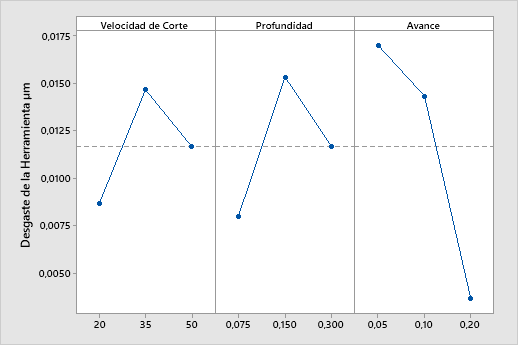 Velocidad de Corte Profundidad Avance
0,0175
0,0150
0,0125
0,0100
0,0075
0,0050
Desgaste de la Herramienta µm
20 35 50 0,075 0,150 0,300 0,05 0,10 0,20